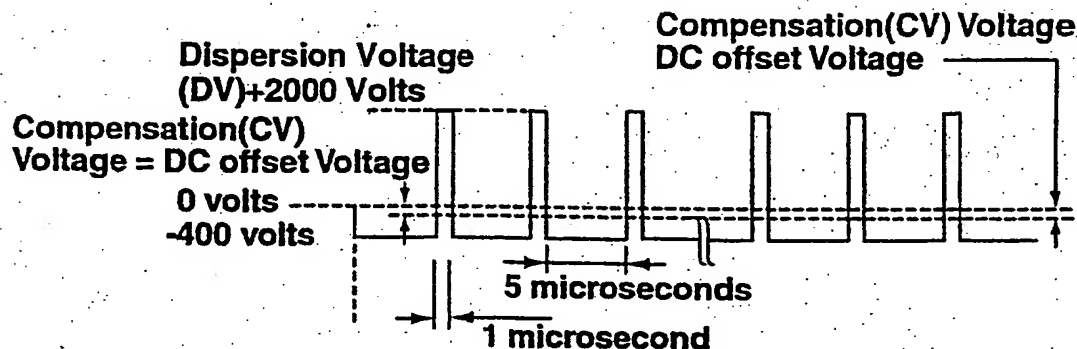 Compensation(CV) Voltage
DC offset Voltage
Dispersion Voltage
(DV)+2000 Volts
Compensation(CV)
Voltage = DC offset Voltage
0 volts
-400 volts
5 microseconds
1 microsecond